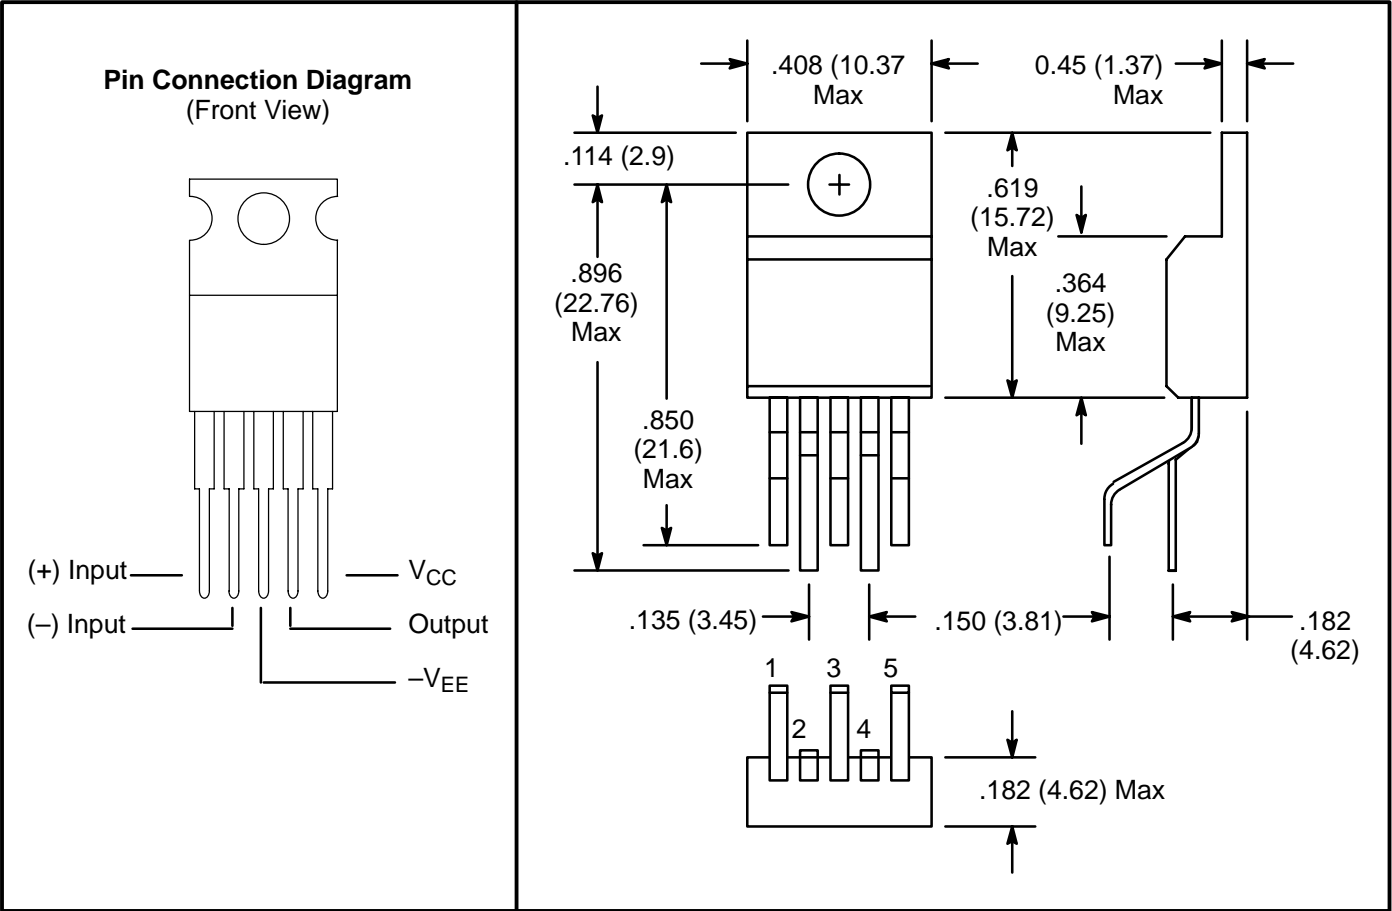 Pin Connection Diagram
(Front View)
(+) Input
VCC
(–) Input
Output
–VEE
.408 (10.37
Max
0.45 (1.37)
Max
.114 (2.9)
.619
(15.72)
Max
.896
(22.76)
Max
.364
(9.25)
Max
.850
(21.6)
Max
.135 (3.45)
.150 (3.81)
.182
(4.62)
1 3 5
2 4
.182 (4.62) Max